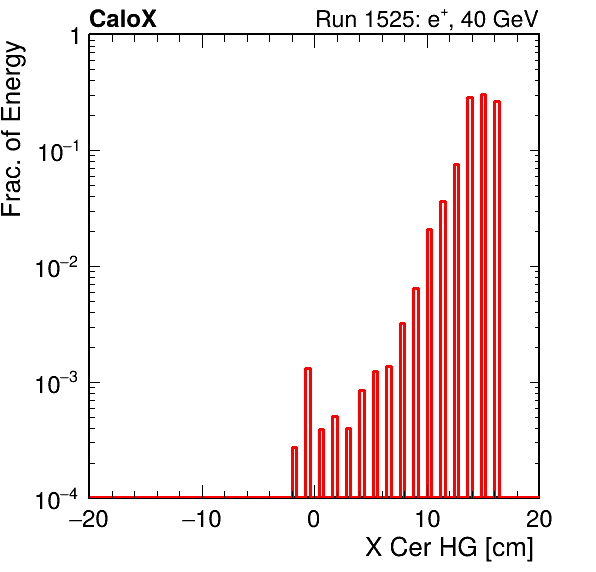 CaloX
Run 1525: e⁺, 40 GeV
Frac. of Energy
1
10⁻¹
10⁻²
10⁻³
10⁻⁴
−20
−10
0
10
20
X Cer HG [cm]